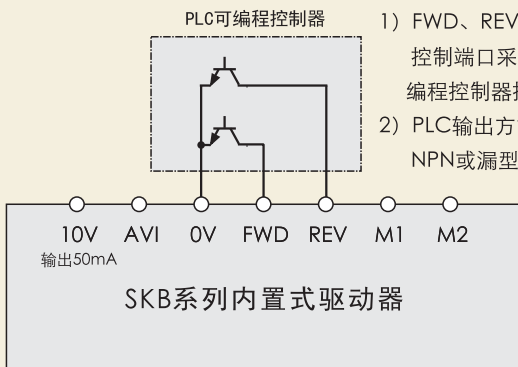 PLC可编程控制器
1）FWD、REV
控制端口采
编程控制器
2）PLC输出方
NPN或漏型
10V AVI 0V FWD REV M1 M2
输出50mA
SKB系列内置式驱动器